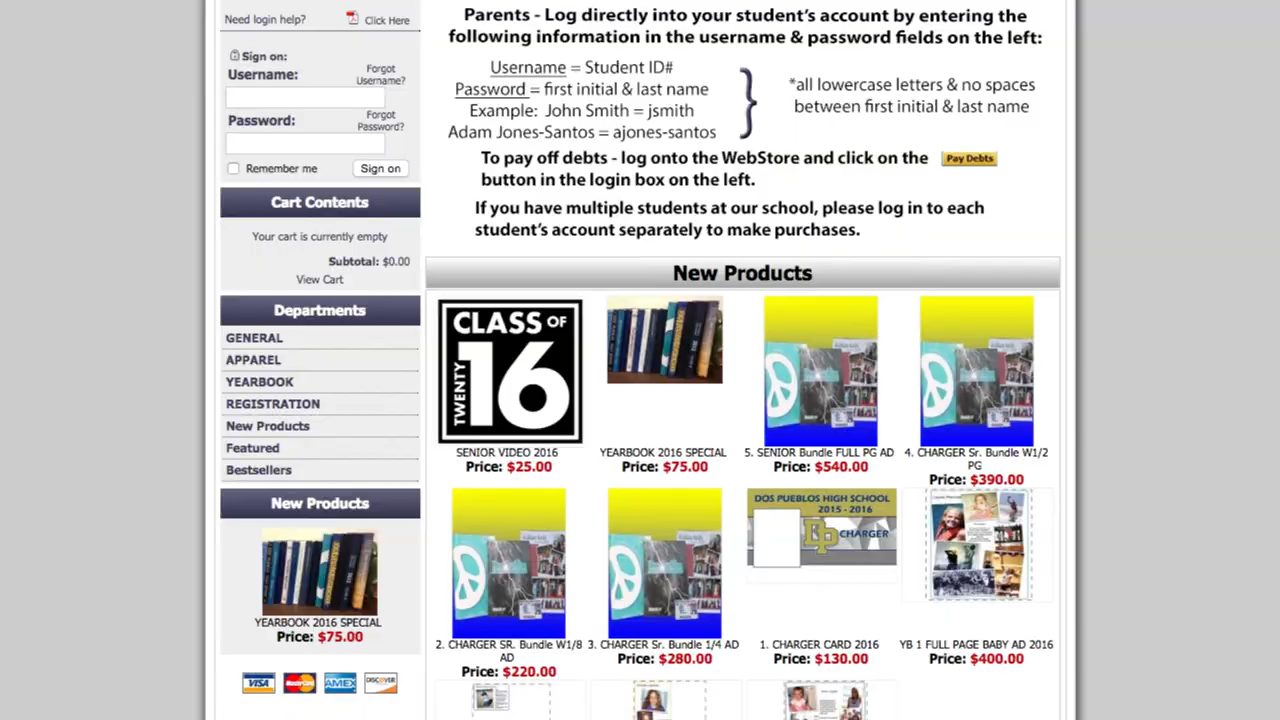 Need login help?
Click Here
Sign on:
Username:
Forgot
Username?
Password:
Forgot
Password?
Remember me
Sign on
Cart Contents
Your cart is currently empty
Subtotal: $0.00
View Cart
Departments
GENERAL
APPAREL
YEARBOOK
REGISTRATION
New Products
Featured
Bestsellers
New Products
YEARBOOK 2016 SPECIAL
Price: $75.00
VISA
MasterCard
AMEX
DISCOVER
Parents - Log directly into your student's account by entering the
following information in the username & password fields on the left:
Username = Student ID#
Password = first initial & last name
Example: John Smith = jsmith
Adam Jones-Santos = ajones-santos
*all lowercase letters & no spaces
between first initial & last name
To pay off debts - log onto the WebStore and click on the Pay Debts
button in the login box on the left.
If you have multiple students at our school, please log in to each
student's account separately to make purchases.
New Products
CLASS OF
TWENTY
16
SENIOR VIDEO 2016
Price: $25.00
YEARBOOK 2016 SPECIAL
Price: $75.00
5. SENIOR Bundle FULL PG AD
Price: $540.00
4. CHARGER Sr. Bundle W1/2
PG
Price: $390.00
2. CHARGER SR. Bundle W1/8
AD
Price: $220.00
3. CHARGER Sr. Bundle 1/4 AD
Price: $280.00
DOS PUEBLOS HIGH SCHOOL
2015 - 2016
DP
CHARGER
1. CHARGER CARD 2016
Price: $130.00
YB 1 FULL PAGE BABY AD 2016
Price: $400.00